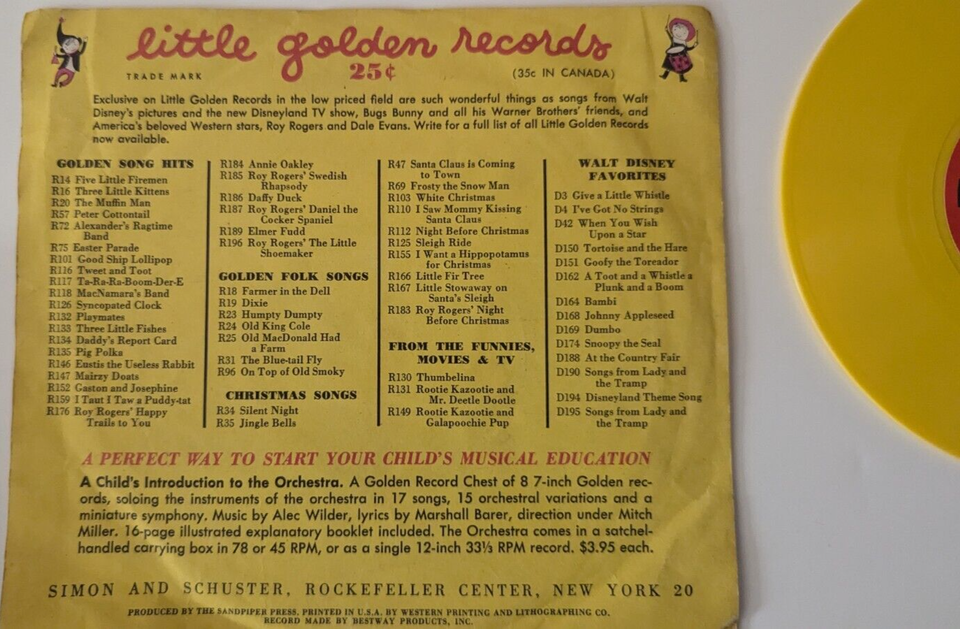 little golden records
TRADE MARK
25¢
(35c IN CANADA)
Exclusive on Little Golden Records in the low priced field are such wonderful things as songs from Walt
Disney's pictures and the new Disneyland TV show, Bugs Bunny and all his Warner Brothers' friends, and
America's beloved Western stars, Roy Rogers and Dale Evans. Write for a full list of all Little Golden Records
now available.
GOLDEN SONG HITS
R14 Five Little Firemen
R16 Three Little Kittens
R20 The Muffin Man
R57 Peter Cottontail
R72 Alexander's Ragtime
Band
R75 Easter Parade
R101 Good Ship Lollipop
R116 Tweet and Toot
R117 Ta-Ra-Ra-Boom-Der-E
R118 MacNamara's Band
R126 Syncopated Clock
R132 Playmates
R133 Three Little Fishes
R134 Daddy's Report Card
R135 Pig Polka
R146 Eustis the Useless Rabbit
R147 Mairzy Doats
R152 Gaston and Josephine
R159 I Taut I Taw a Puddy-tat
R176 Roy Rogers' Happy
Trails to You
R184 Annie Oakley
R185 Roy Rogers' Swedish
Rhapsody
R186 Daffy Duck
R187 Roy Rogers' Daniel the
Cocker Spaniel
R189 Elmer Fudd
R196 Roy Rogers' The Little
Shoemaker
GOLDEN FOLK SONGS
R18 Farmer in the Dell
R19 Dixie
R23 Humpty Dumpty
R24 Old King Cole
R25 Old MacDonald Had
a Farm
R31 The Blue-tail Fly
R96 On Top of Old Smoky
CHRISTMAS SONGS
R34 Silent Night
R35 Jingle Bells
R47 Santa Claus is Coming
to Town
R69 Frosty the Snow Man
R103 White Christmas
R110 I Saw Mommy Kissing
Santa Claus
R112 Night Before Christmas
R125 Sleigh Ride
R155 I Want a Hippopotamus
for Christmas
R166 Little Fir Tree
R167 Little Stowaway on
Santa's Sleigh
R183 Roy Rogers' Night
Before Christmas
FROM THE FUNNIES,
MOVIES & TV
R130 Thumbelina
R131 Rootie Kazootie and
Mr. Deetle Dootle
R149 Rootie Kazootie and
Galapoochie Pup
WALT DISNEY
FAVORITES
D3 Give a Little Whistle
D4 I've Got No Strings
D42 When You Wish
Upon a Star
D150 Tortoise and the Hare
D151 Goofy the Toreador
D162 A Toot and a Whistle a
Plunk and a Boom
D164 Bambi
D168 Johnny Appleseed
D169 Dumbo
D174 Snoopy the Seal
D188 At the Country Fair
D190 Songs from Lady and
the Tramp
D194 Disneyland Theme Song
D195 Songs from Lady and
the Tramp
A PERFECT WAY TO START YOUR CHILD'S MUSICAL EDUCATION
A Child's Introduction to the Orchestra. A Golden Record Chest of 8 7-inch Golden rec-
ords, soloing the instruments of the orchestra in 17 songs, 15 orchestral variations and a
miniature symphony. Music by Alec Wilder, lyrics by Marshall Barer, direction under Mitch
Miller. 16-page illustrated explanatory booklet included. The Orchestra comes in a satchel-
handled carrying box in 78 or 45 RPM, or as a single 12-inch 33⅓ RPM record. $3.95 each.
SIMON AND SCHUSTER, ROCKEFELLER CENTER, NEW YORK 20
PRODUCED BY THE SANDPIPER PRESS. PRINTED IN U.S.A. BY WESTERN PRINTING AND LITHOGRAPHING CO.
RECORD MADE BY BESTWAY PRODUCTS, INC.